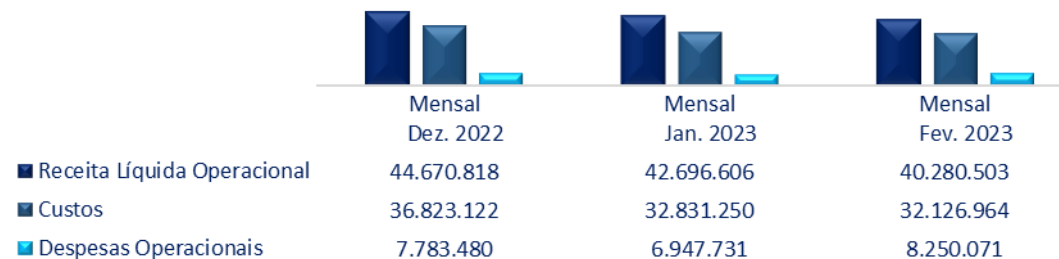 Mensal Mensal Mensal
Dez. 2022 Jan. 2023 Fev. 2023
Receita Líquida Operacional 44.670.818 42.696.606 40.280.503
Custos 36.823.122 32.831.250 32.126.964
Despesas Operacionais 7.783.480 6.947.731 8.250.071